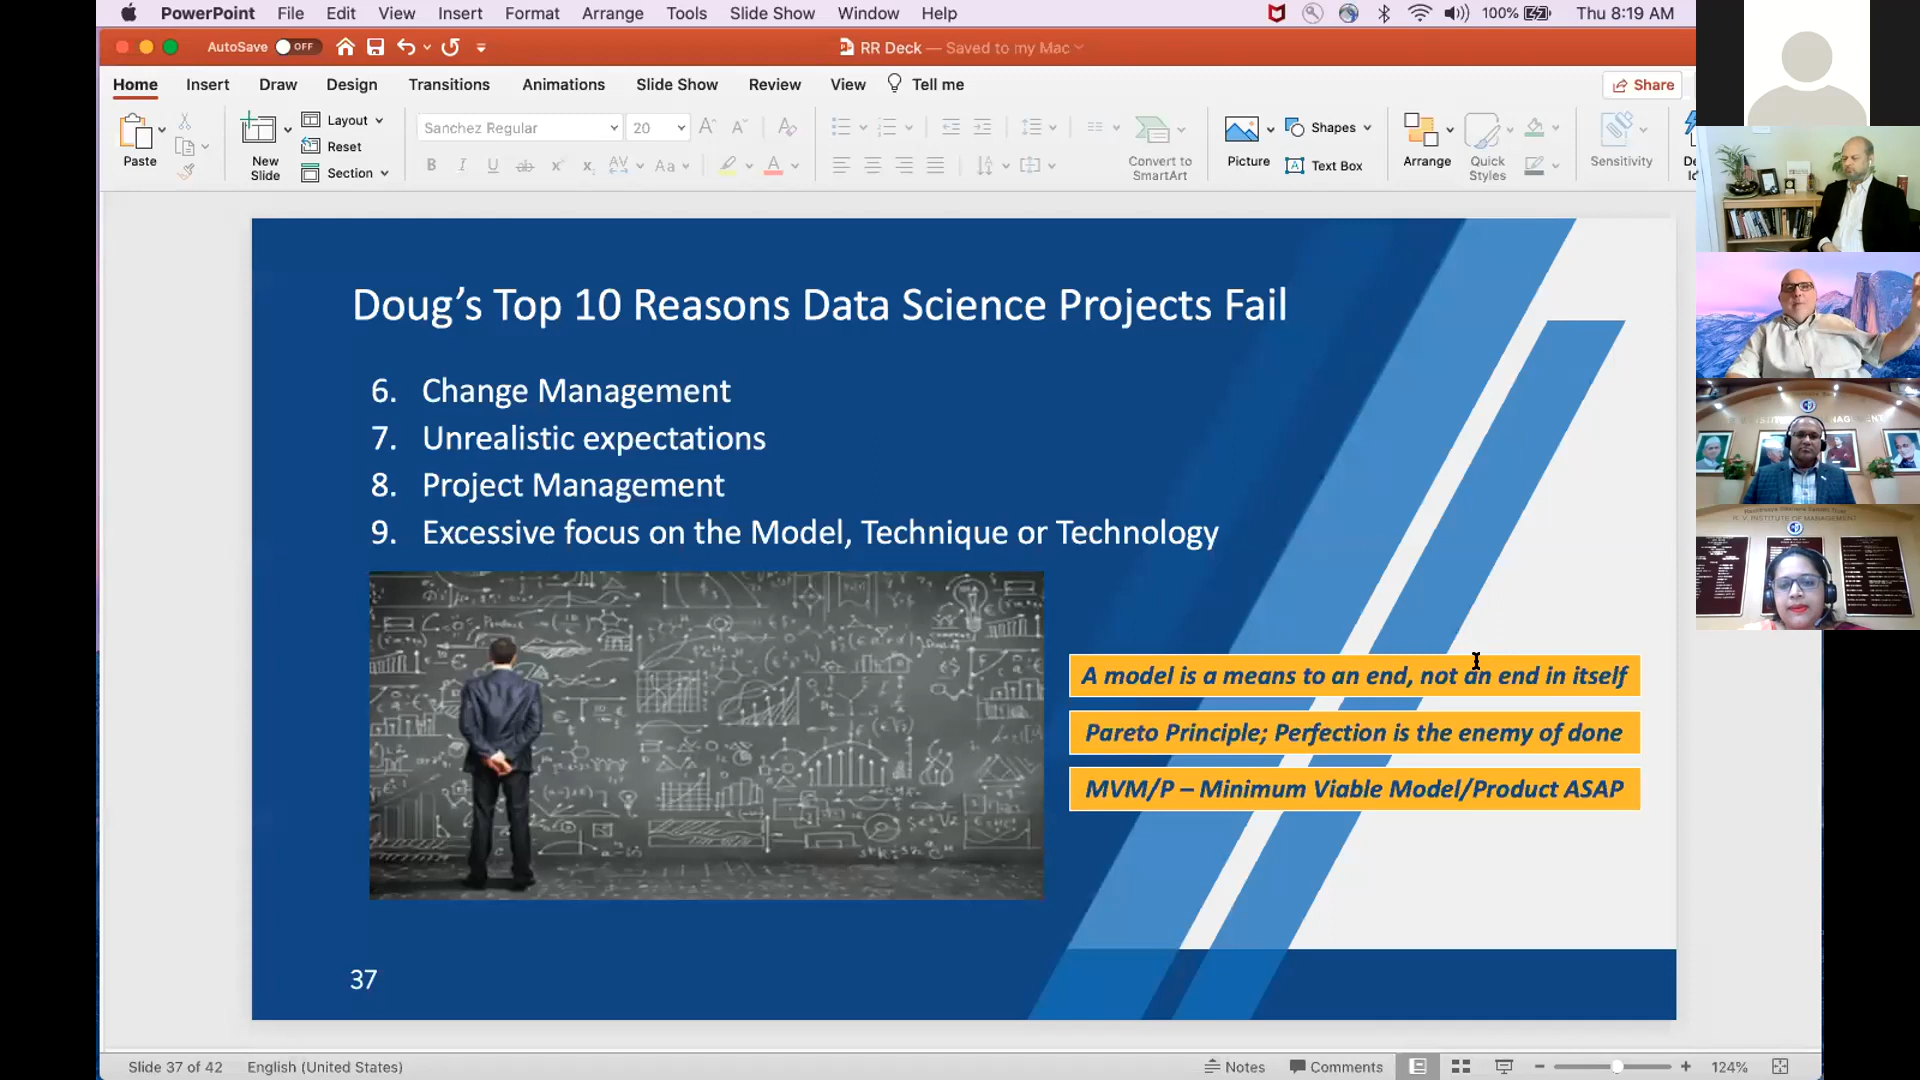 PowerPoint File Edit View Insert Format Arrange Tools Slide Show Window Help 100% Thu 8:19 AM
AutoSave OFF RR Deck — Saved to my Mac
Home Insert Draw Design Transitions Animations Slide Show Review View Tell me Share
Paste New Slide Layout Reset Section Sanchez Regular 20 Convert to SmartArt Picture Shapes Text Box Arrange Quick Styles Sensitivity
Doug’s Top 10 Reasons Data Science Projects Fail
6. Change Management
7. Unrealistic expectations
8. Project Management
9. Excessive focus on the Model, Technique or Technology
A model is a means to an end, not an end in itself
Pareto Principle; Perfection is the enemy of done
MVM/P – Minimum Viable Model/Product ASAP
37
Slide 37 of 42 English (United States) Notes Comments 124%